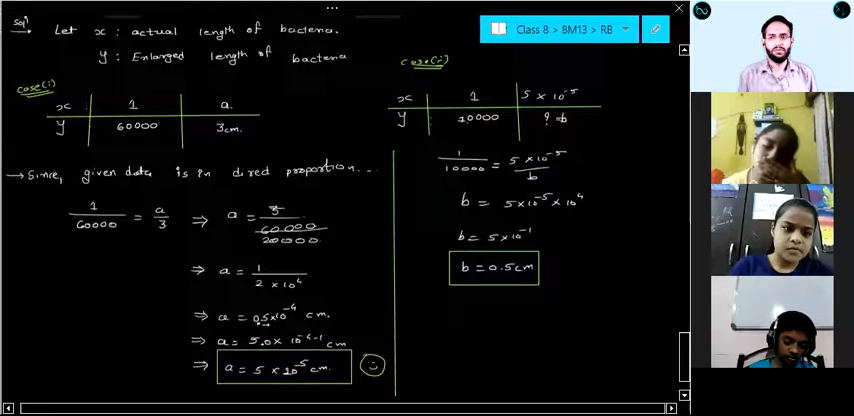 Class 8 > 8M13 > RB
Solⁿ → Let x : actual length of bacteria.
y : Enlarged length of bacteria
case(i)
x 1 a
y 60000 3cm.
→ Since, given data is in direct proportion...
1/60000 = a/3 ⇒ a = 3/60000 20000
⇒ a = 1/2 × 10⁴
⇒ a = 0.5 × 10⁻⁴ cm.
⇒ a = 5.0 × 10⁻⁴⁻¹ cm
⇒ a = 5 × 10⁻⁵ cm.
case(ii)
x 1 5 × 10⁻⁵
y 10000 ? b
1/10000 = 5 × 10⁻⁵/b
b = 5 × 10⁻⁵ × 10⁴
b = 5 × 10⁻¹
b = 0.5 cm